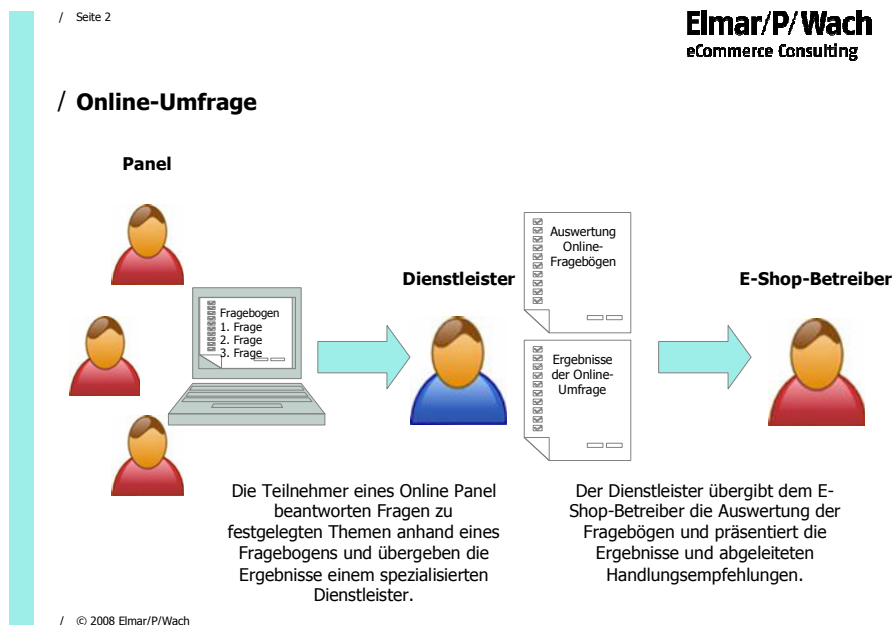 / Seite 2
Elmar/P/Wach
eCommerce Consulting
/ Online-Umfrage
Panel
Fragebogen
1. Frage
2. Frage
3. Frage
Dienstleister
Auswertung
Online-
Fragebögen
Ergebnisse
der Online-
Umfrage
E-Shop-Betreiber
Die Teilnehmer eines Online Panel
beantworten Fragen zu
festgelegten Themen anhand eines
Fragebogens und übergeben die
Ergebnisse einem spezialisierten
Dienstleister.
Der Dienstleister übergibt dem E-
Shop-Betreiber die Auswertung der
Fragebögen und präsentiert die
Ergebnisse und abgeleiteten
Handlungsempfehlungen.
/ © 2008 Elmar/P/Wach